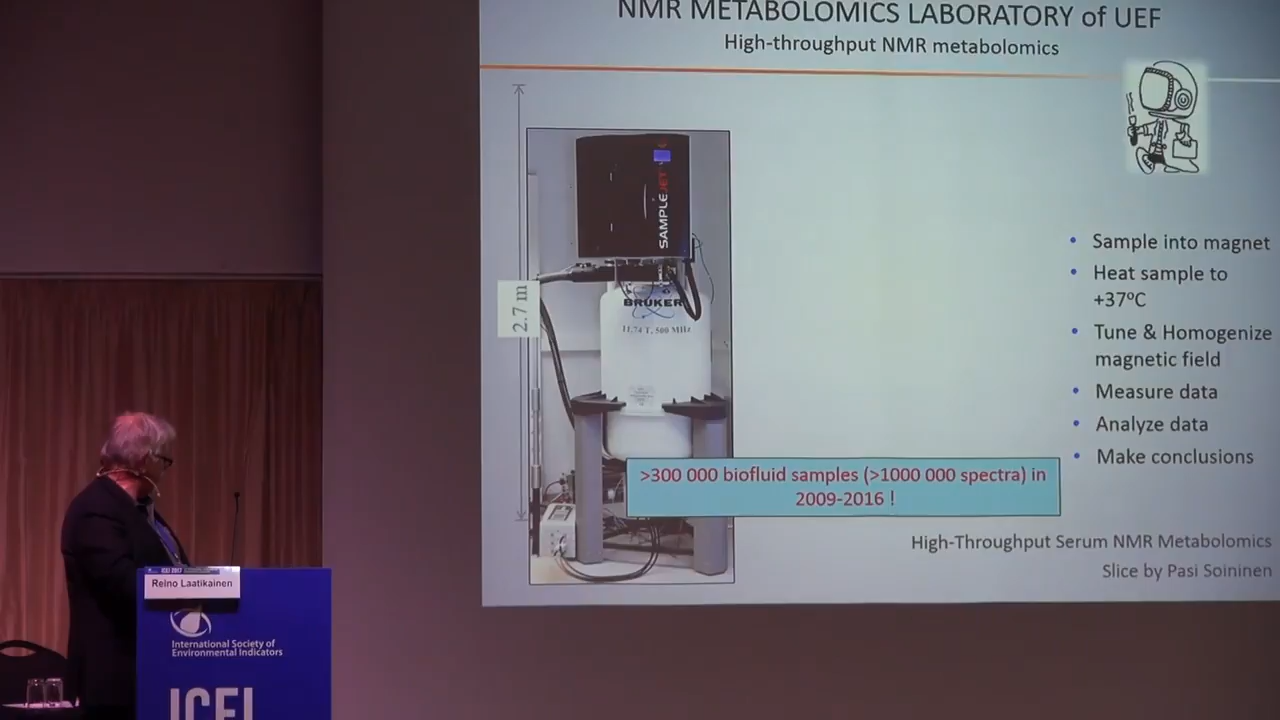 NMR METABOLOMICS LABORATORY of UEF
High-throughput NMR metabolomics
SAMPLEJET
2.7 m
BRUKER
11,74 T, 500 MHz
• Sample into magnet
• Heat sample to
+37ºC
• Tune & Homogenize
magnetic field
• Measure data
• Analyze data
• Make conclusions
>300 000 biofluid samples (>1000 000 spectra) in
2009-2016 !
High-Throughput Serum NMR Metabolomics
Slice by Pasi Soininen
ICEI 2017
Reino Laatikainen
International Society of
Environmental Indicators
ICEI